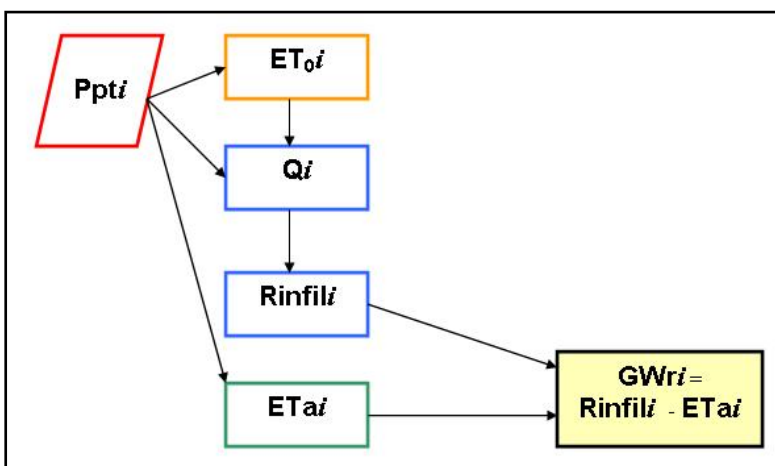 Ppti
ET₀i
Qi
Rinfili
ETai
GWri=
Rinfili - ETai